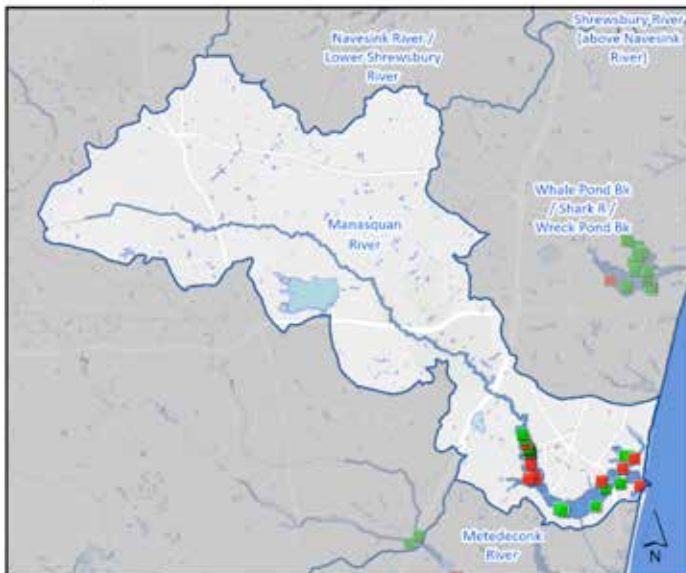 Navesink River /
Lower Shrewsbury
River
Shrewsbury River
(above Navesink
River)
Whale Pond Bk
/ Shark R /
Wreck Pond Bk
Manasquan
River
Metedeconk
River
N